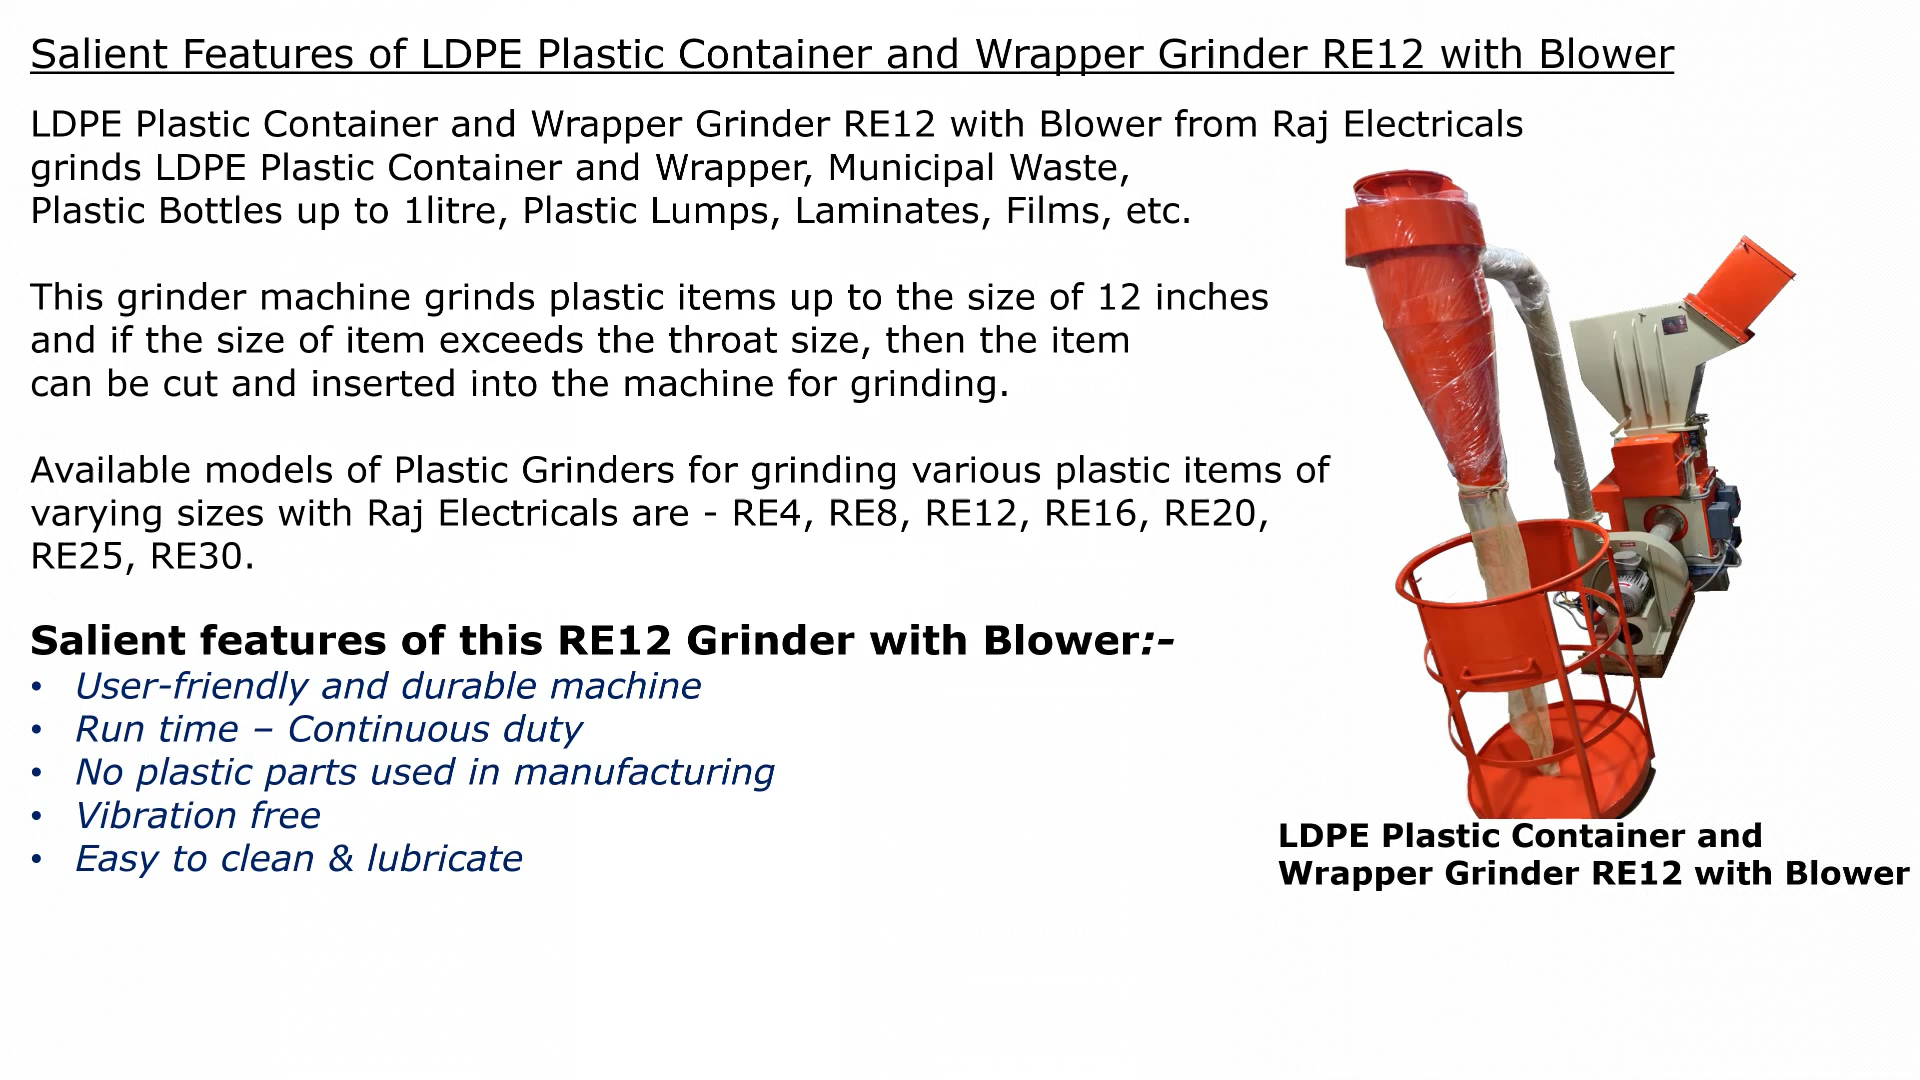 Salient Features of LDPE Plastic Container and Wrapper Grinder RE12 with Blower
LDPE Plastic Container and Wrapper Grinder RE12 with Blower from Raj Electricals
grinds LDPE Plastic Container and Wrapper, Municipal Waste,
Plastic Bottles up to 1litre, Plastic Lumps, Laminates, Films, etc.
This grinder machine grinds plastic items up to the size of 12 inches
and if the size of item exceeds the throat size, then the item
can be cut and inserted into the machine for grinding.
Available models of Plastic Grinders for grinding various plastic items of
varying sizes with Raj Electricals are - RE4, RE8, RE12, RE16, RE20,
RE25, RE30.
Salient features of this RE12 Grinder with Blower:-
• User-friendly and durable machine
• Run time – Continuous duty
• No plastic parts used in manufacturing
• Vibration free
• Easy to clean & lubricate
LDPE Plastic Container and
Wrapper Grinder RE12 with Blower